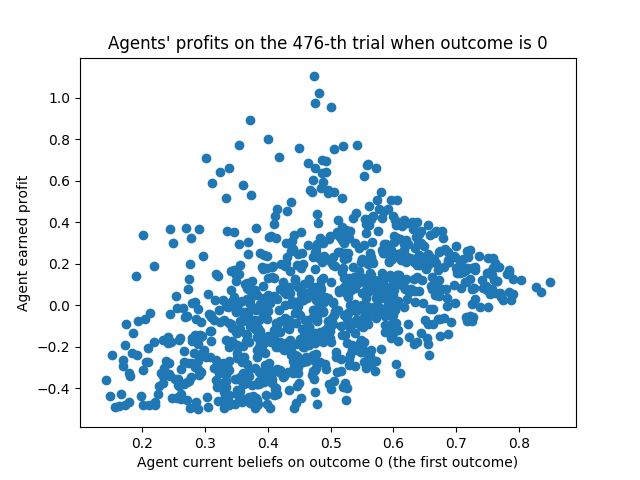 Agents' profits on the 476-th trial when outcome is 0
1.0
0.8
0.6
0.4
0.2
0.0
−0.2
−0.4
Agent earned profit
0.2 0.3 0.4 0.5 0.6 0.7 0.8
Agent current beliefs on outcome 0 (the first outcome)